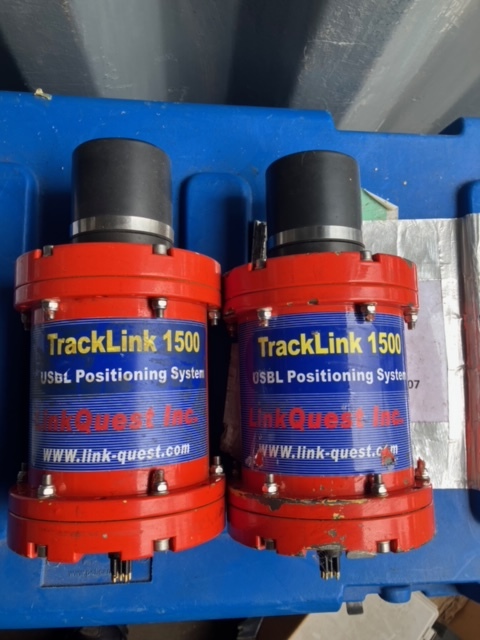 TrackLink 1500
USBL Positioning System
LinkQuest Inc.
www.link-quest.com
TrackLink 1500
USBL Positioning System
LinkQuest Inc.
www.link-quest.com
07